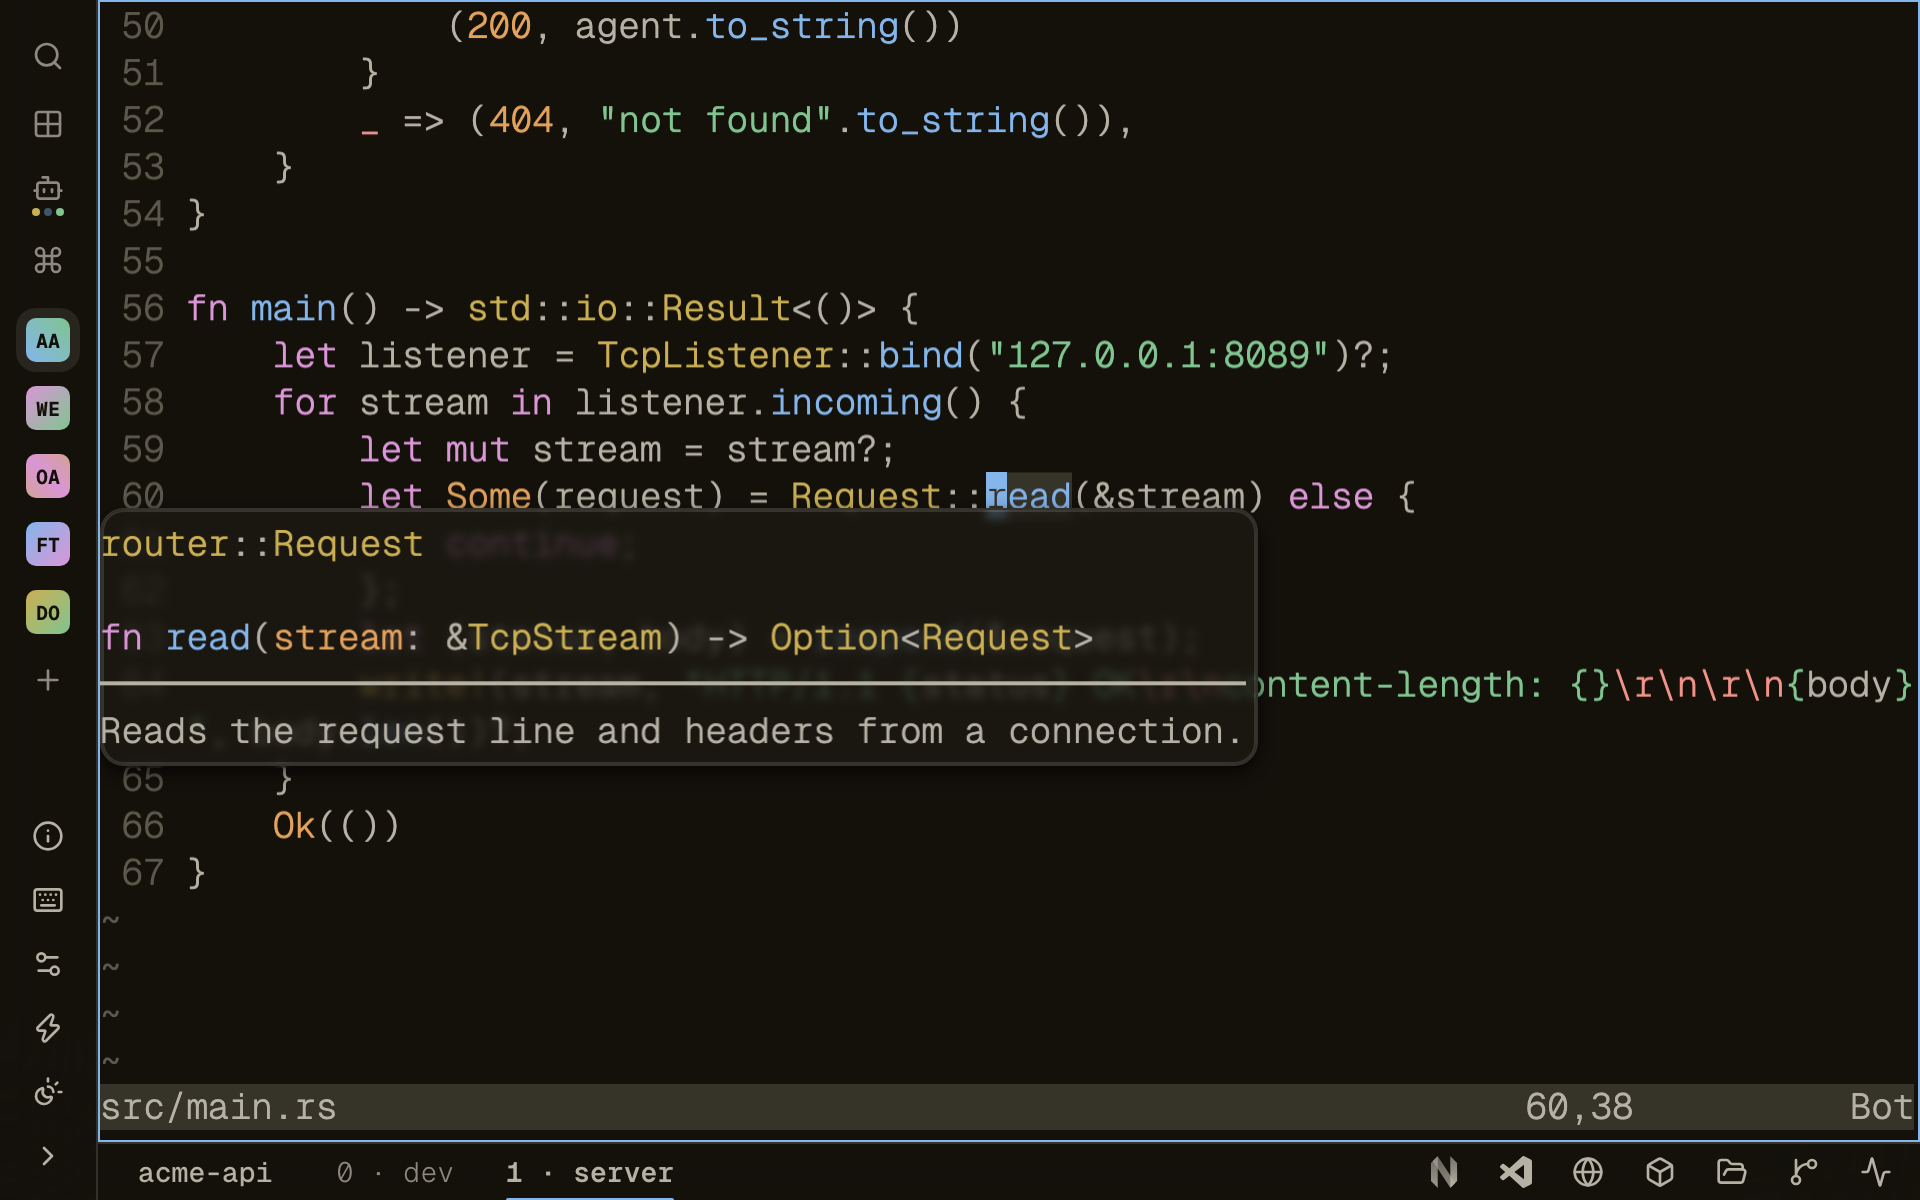 50 (200, agent.to_string())
51 }
52 _ => (404, "not found".to_string()),
53 }
54 }
55
56 fn main() -> std::io::Result<()> {
57 let listener = TcpListener::bind("127.0.0.1:8089")?;
58 for stream in listener.incoming() {
59 let mut stream = stream?;
60 let Some(request) = Request::read(&stream) else {
router::Request continue;
62 };
fn read(stream: &TcpStream) -> Option<Request>
ontent-length: {}\r\n\r\n{body}
Reads the request line and headers from a connection.
65 }
66 Ok(())
67 }
~
~
~
~
src/main.rs 60,38 Bot
AA
WE
OA
FT
DO
acme-api 0 · dev 1 · server